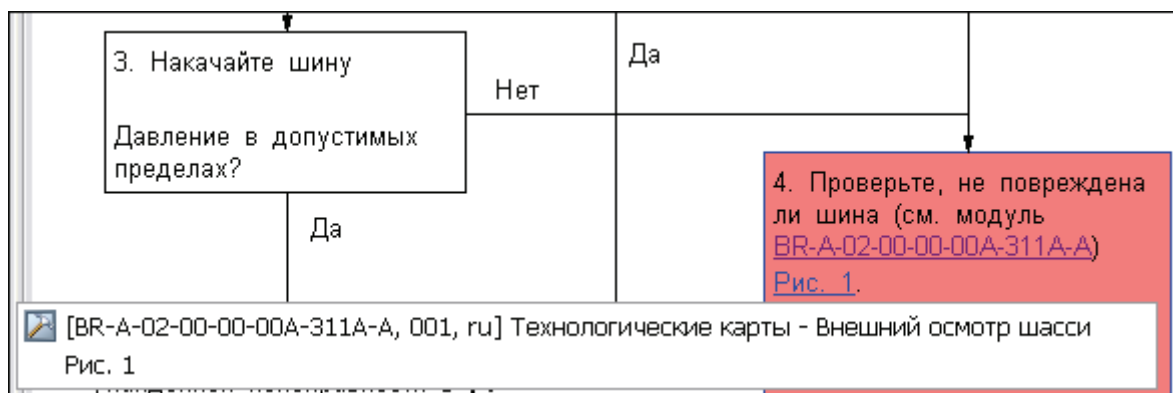 3. Накачайте шину
Давление в допустимых
пределах?
Нет
Да
Да
4. Проверьте, не повреждена
ли шина (см. модуль
BR-A-02-00-00-00A-311A-A)
Рис. 1.
[BR-A-02-00-00-00A-311A-A, 001, ru] Технологические карты - Внешний осмотр шасси
Рис. 1